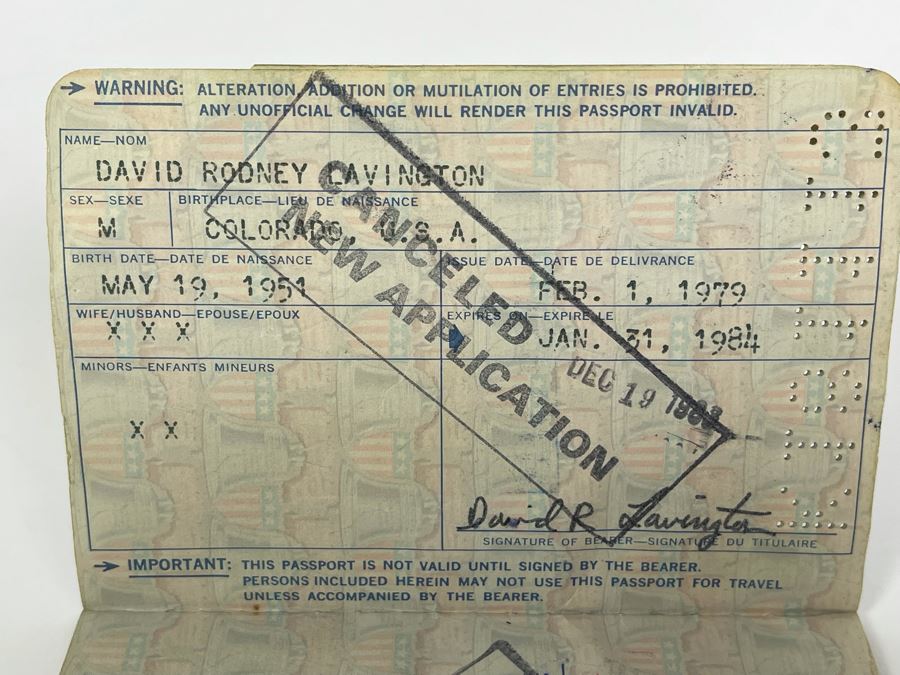 WARNING: ALTERATION, ADDITION OR MUTILATION OF ENTRIES IS PROHIBITED.
ANY UNOFFICIAL CHANGE WILL RENDER THIS PASSPORT INVALID.
NAME—NOM
DAVID RODNEY LAVINGTON
SEX—SEXE
BIRTHPLACE—LIEU DE NAISSANCE
M
COLORADO, U.S.A.
BIRTH DATE—DATE DE NAISSANCE
ISSUE DATE—DATE DE DELIVRANCE
MAY 19, 1951
FEB. 1, 1979
WIFE/HUSBAND—EPOUSE/EPOUX
EXPIRES ON—EXPIRE LE
X X X
JAN. 31, 1984
MINORS—ENFANTS MINEURS
X X
CANCELED
NEW APPLICATION
DEC 19 1983
David R Lavington
SIGNATURE OF BEARER—SIGNATURE DU TITULAIRE
IMPORTANT: THIS PASSPORT IS NOT VALID UNTIL SIGNED BY THE BEARER.
PERSONS INCLUDED HEREIN MAY NOT USE THIS PASSPORT FOR TRAVEL
UNLESS ACCOMPANIED BY THE BEARER.